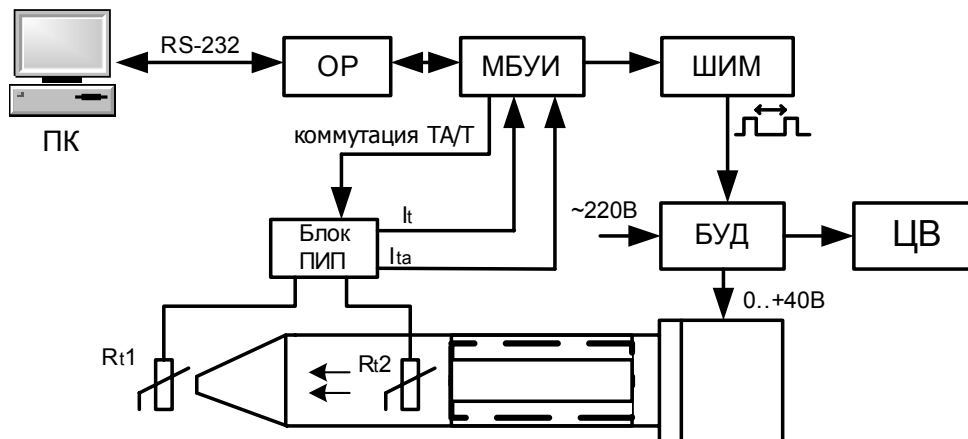 RS-232
ОР
МБУИ
ШИМ
ПК
коммутация ТА/Т
Блок
ПИП
It
Ita
~220В
БУД
ЦВ
0..+40В
Rt1
Rt2